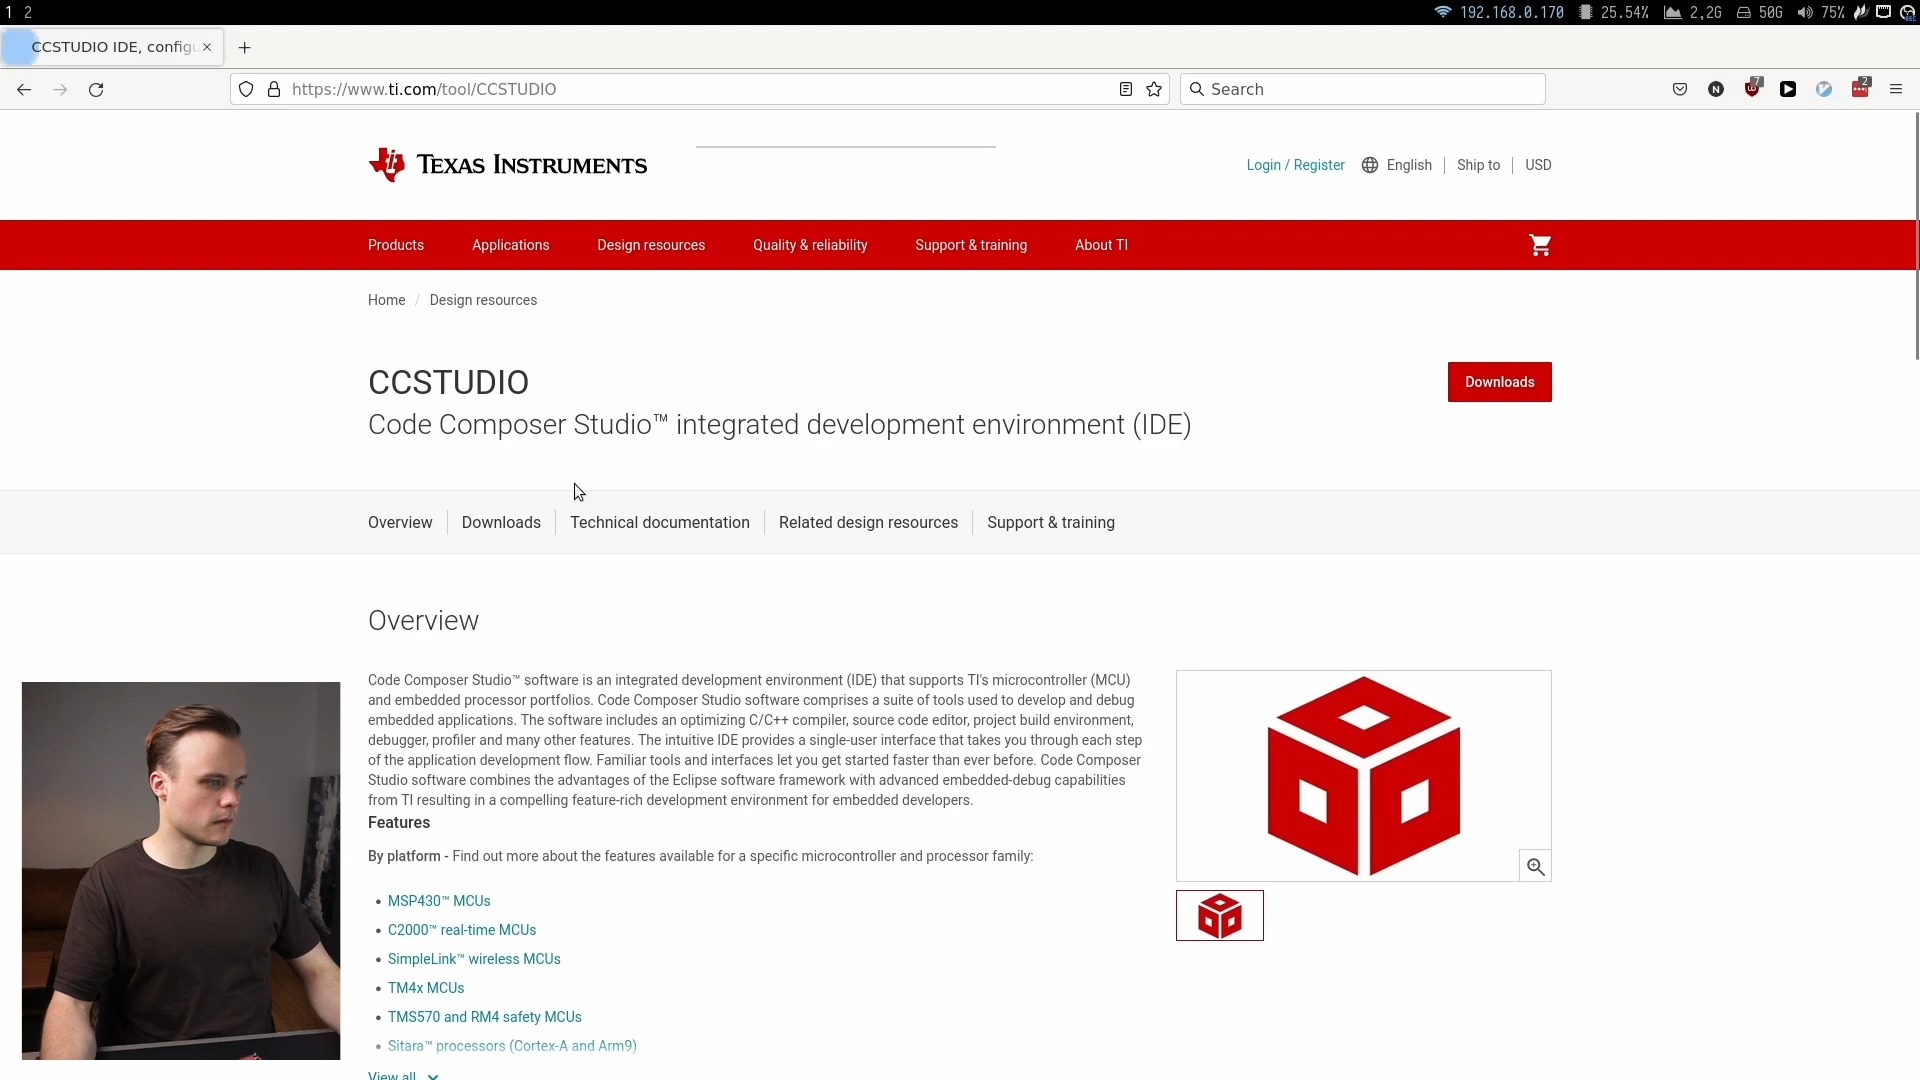 1 2
192.168.0.170 25.54% 2,2G 50G 75%
CCSTUDIO IDE, configu
https://www.ti.com/tool/CCSTUDIO
Search
7
2
TEXAS INSTRUMENTS
Login / Register English Ship to USD
Products Applications Design resources Quality & reliability Support & training About TI
Home / Design resources
CCSTUDIO
Downloads
Code Composer Studio™ integrated development environment (IDE)
Overview Downloads Technical documentation Related design resources Support & training
Overview
Code Composer Studio™ software is an integrated development environment (IDE) that supports TI's microcontroller (MCU)
and embedded processor portfolios. Code Composer Studio software comprises a suite of tools used to develop and debug
embedded applications. The software includes an optimizing C/C++ compiler, source code editor, project build environment,
debugger, profiler and many other features. The intuitive IDE provides a single-user interface that takes you through each step
of the application development flow. Familiar tools and interfaces let you get started faster than ever before. Code Composer
Studio software combines the advantages of the Eclipse software framework with advanced embedded-debug capabilities
from TI resulting in a compelling feature-rich development environment for embedded developers.
Features
By platform - Find out more about the features available for a specific microcontroller and processor family:
• MSP430™ MCUs
• C2000™ real-time MCUs
• SimpleLink™ wireless MCUs
• TM4x MCUs
• TMS570 and RM4 safety MCUs
• Sitara™ processors (Cortex-A and Arm9)
View all